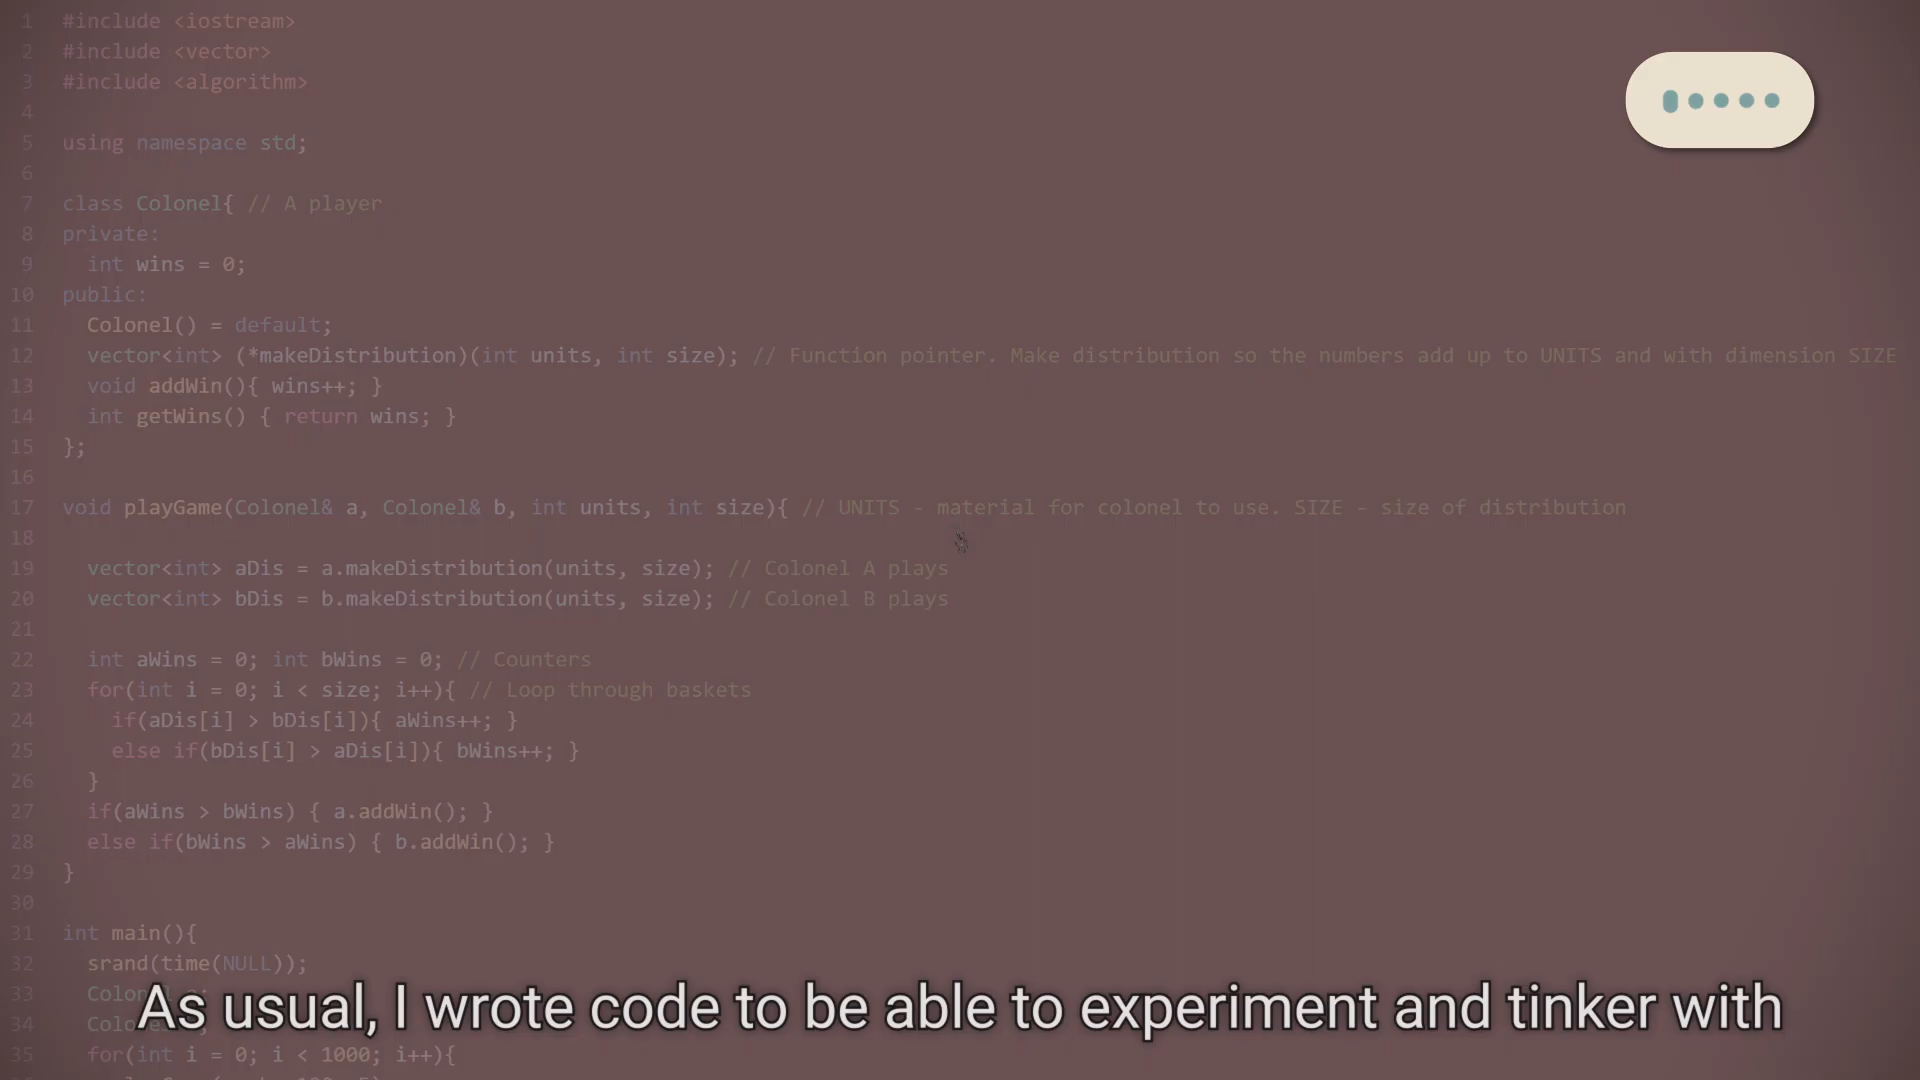 1 #include <iostream>
2 #include <vector>
3 #include <algorithm>
4
5 using namespace std;
6
7 class Colonel{ // A player
8 private:
9   int wins = 0;
10 public:
11   Colonel() = default;
12   vector<int> (*makeDistribution)(int units, int size); // Function pointer. Make distribution so the numbers add up to UNITS and with dimension SIZE
13   void addWin(){ wins++; }
14   int getWins() { return wins; }
15 };
16
17 void playGame(Colonel& a, Colonel& b, int units, int size){ // UNITS - material for colonel to use. SIZE - size of distribution
18
19   vector<int> aDis = a.makeDistribution(units, size); // Colonel A plays
20   vector<int> bDis = b.makeDistribution(units, size); // Colonel B plays
21
22   int aWins = 0; int bWins = 0; // Counters
23   for(int i = 0; i < size; i++){ // Loop through baskets
24     if(aDis[i] > bDis[i]){ aWins++; }
25     else if(bDis[i] > aDis[i]){ bWins++; }
26   }
27   if(aWins > bWins) { a.addWin(); }
28   else if(bWins > aWins) { b.addWin(); }
29 }
30
31 int main(){
32   srand(time(NULL));
33
34
35   for(int i = 0; i < 1000; i++){
As usual, I wrote code to be able to experiment and tinker with